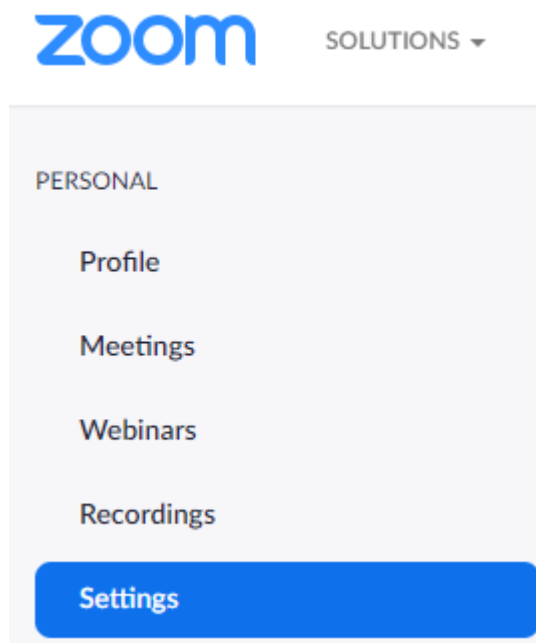 zoom SOLUTIONS
PERSONAL
Profile
Meetings
Webinars
Recordings
Settings